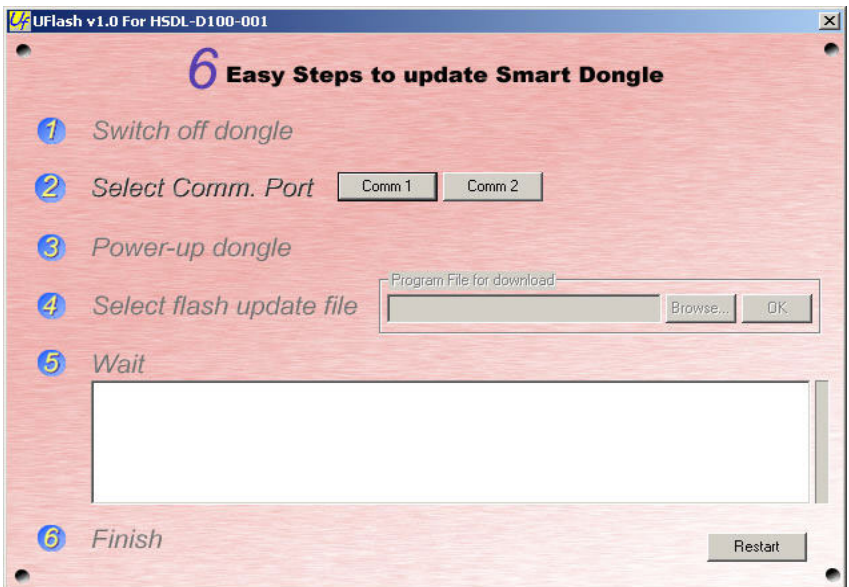 Uf UFlash v1.0 For HSDL-D100-001
6 Easy Steps to update Smart Dongle
1 Switch off dongle
2 Select Comm. Port Comm 1 Comm 2
3 Power-up dongle
Program File for download
4 Select flash update file Browse... OK
5 Wait
6 Finish
Restart